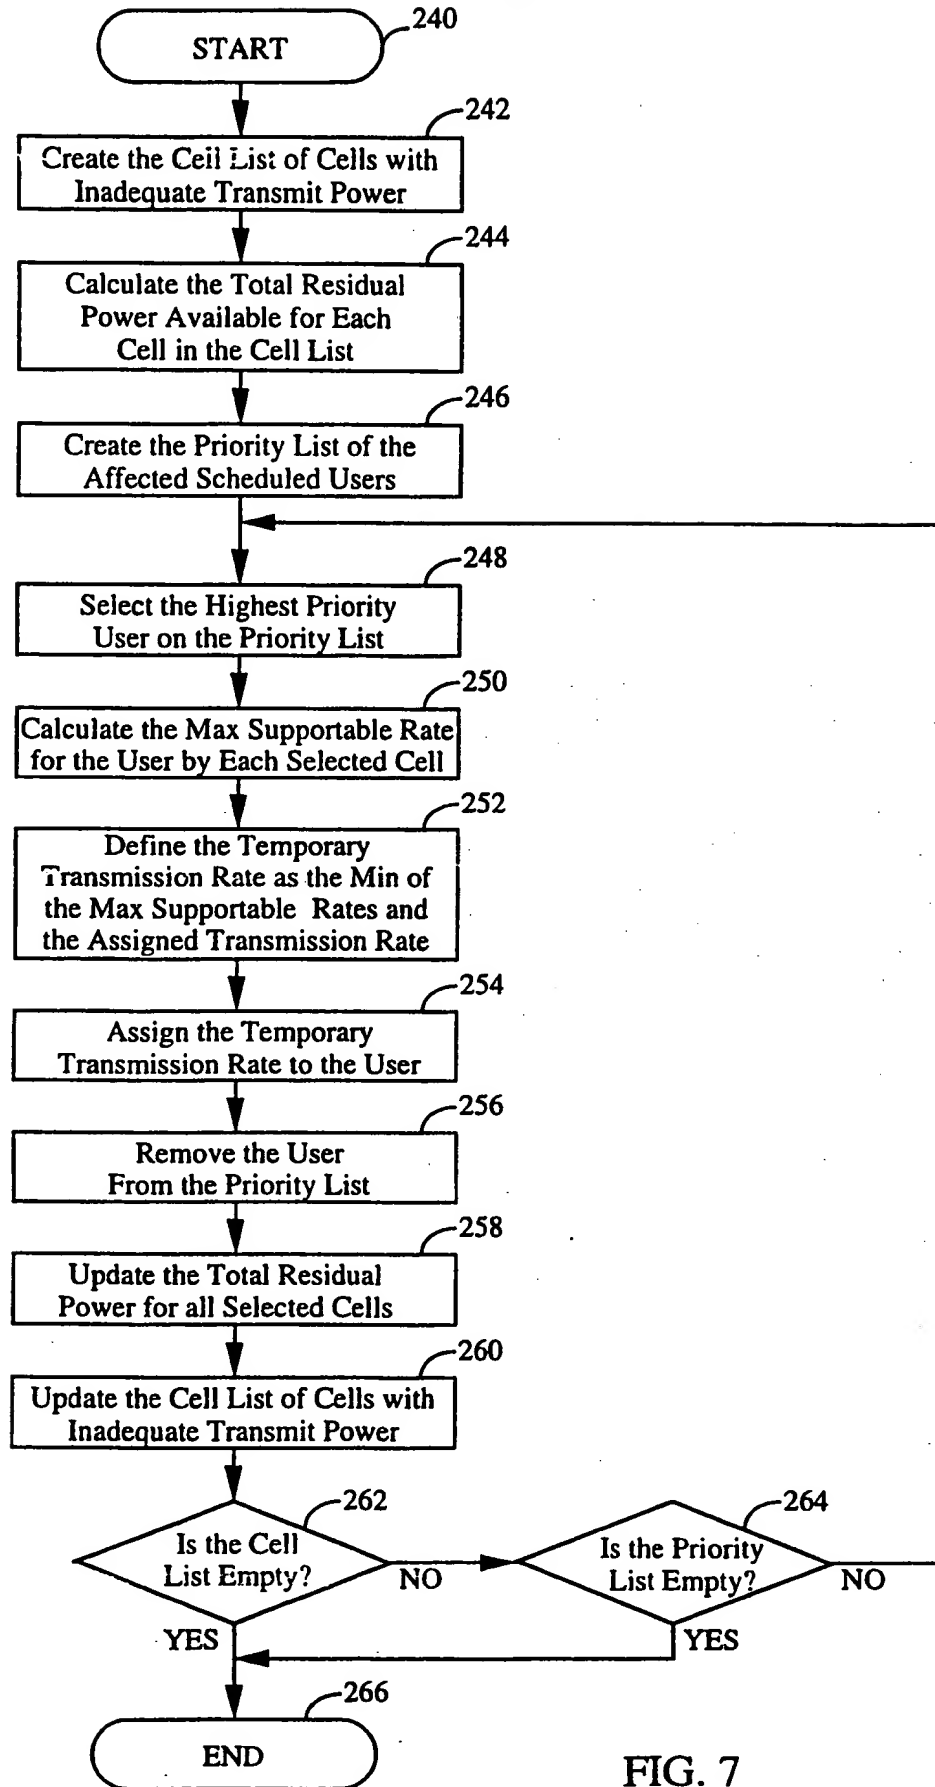 240
START
242
Create the Cell List of Cells with
Inadequate Transmit Power
244
Calculate the Total Residual
Power Available for Each
Cell in the Cell List
246
Create the Priority List of the
Affected Scheduled Users
248
Select the Highest Priority
User on the Priority List
250
Calculate the Max Supportable Rate
for the User by Each Selected Cell
252
Define the Temporary
Transmission Rate as the Min of
the Max Supportable Rates and
the Assigned Transmission Rate
254
Assign the Temporary
Transmission Rate to the User
256
Remove the User
From the Priority List
258
Update the Total Residual
Power for all Selected Cells
260
Update the Cell List of Cells with
Inadequate Transmit Power
262
Is the Cell
List Empty?
NO
YES
264
Is the Priority
List Empty?
NO
YES
266
END
FIG. 7